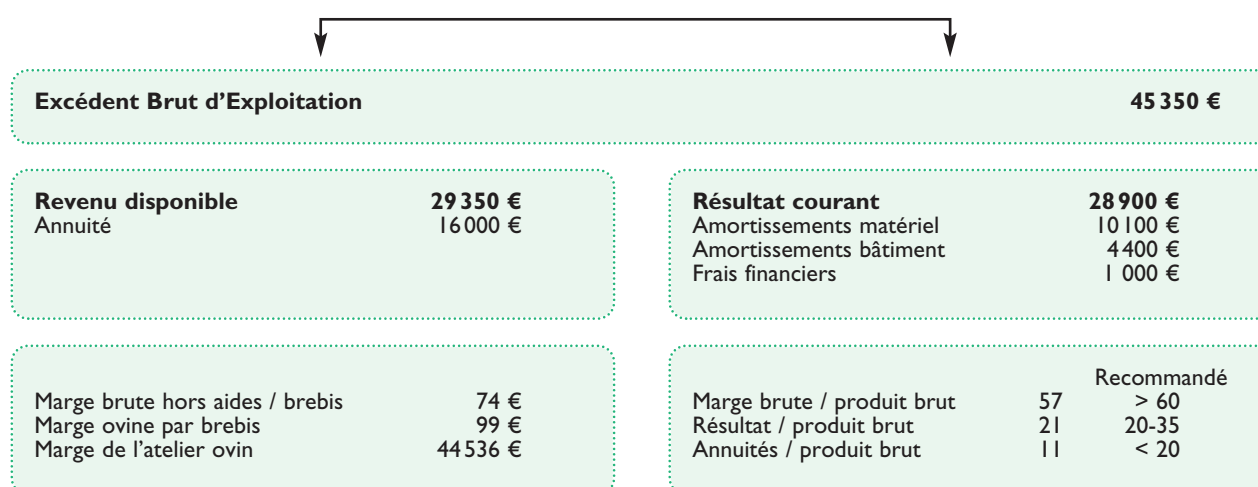 Excédent Brut d’Exploitation 45 350 €
Revenu disponible 29 350 €
Annuité 16 000 €
Résultat courant 28 900 €
Amortissements matériel 10 100 €
Amortissements bâtiment 4 400 €
Frais financiers 1 000 €
Marge brute hors aides / brebis 74 €
Marge ovine par brebis 99 €
Marge de l’atelier ovin 44 536 €
Recommandé
Marge brute / produit brut 57 > 60
Résultat / produit brut 21 20-35
Annuités / produit brut 11 < 20